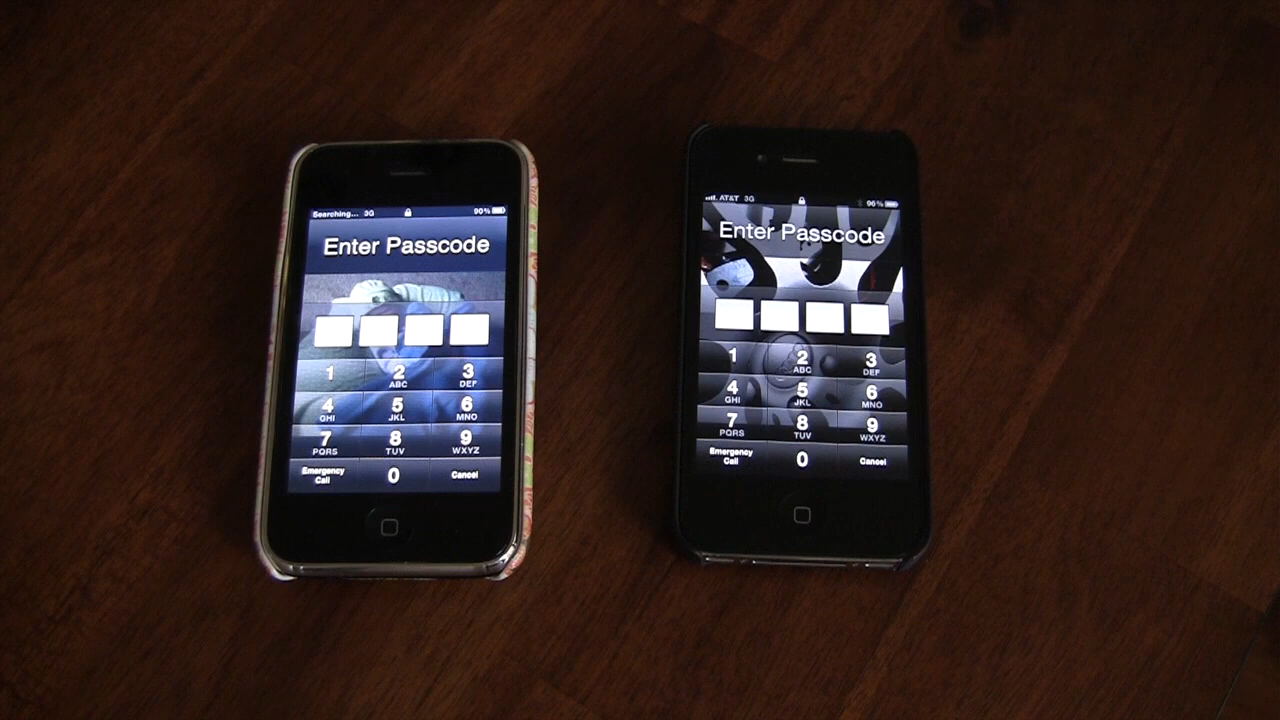 Searching... 3G 90%
Enter Passcode
1 2 3
ABC DEF
4 5 6
GHI JKL MNO
7 8 9
PQRS TUV WXYZ
Emergency Call 0 Cancel
AT&T 3G 96%
Enter Passcode
1 2 3
ABC DEF
4 5 6
GHI JKL MNO
7 8 9
PQRS TUV WXYZ
Emergency Call 0 Cancel